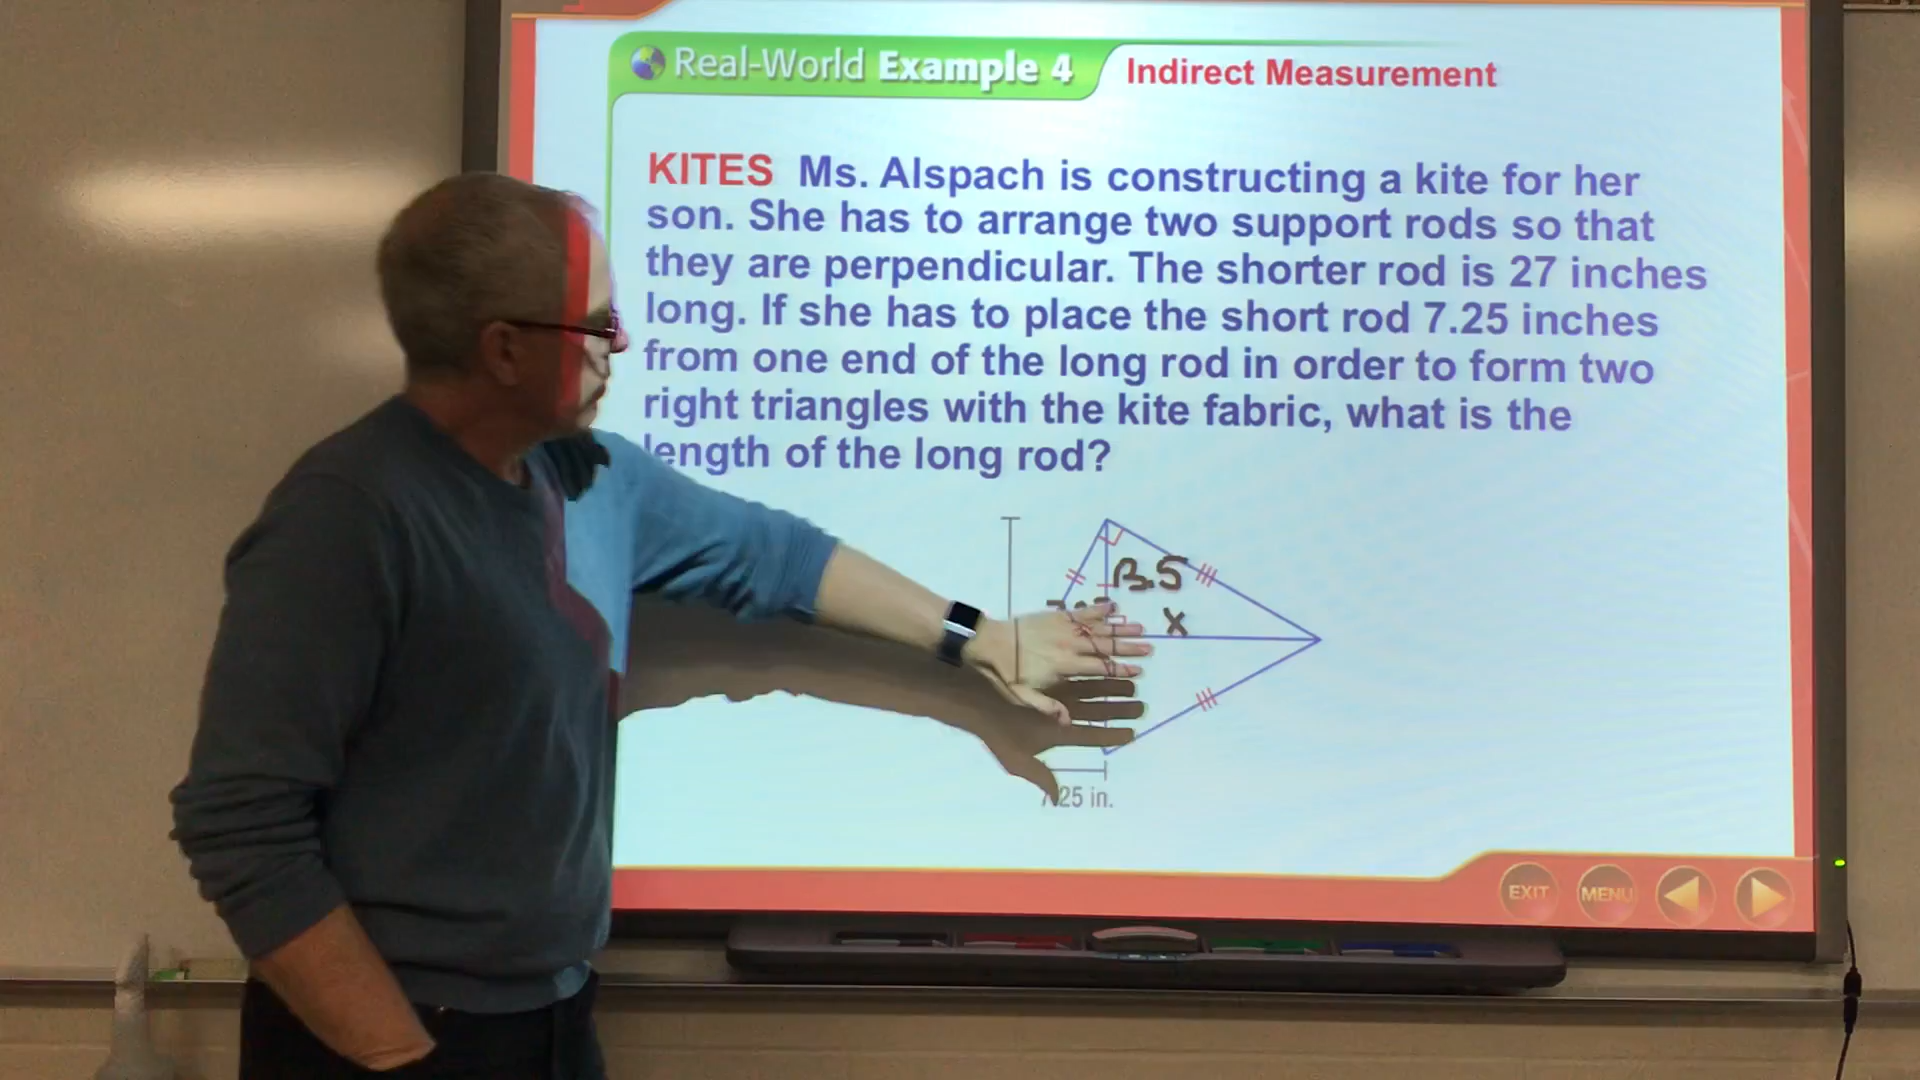 Real-World Example 4
Indirect Measurement
KITES Ms. Alspach is constructing a kite for her
son. She has to arrange two support rods so that
they are perpendicular. The shorter rod is 27 inches
long. If she has to place the short rod 7.25 inches
from one end of the long rod in order to form two
right triangles with the kite fabric, what is the
length of the long rod?
13.5
x
7.25 in.
EXIT
MENU